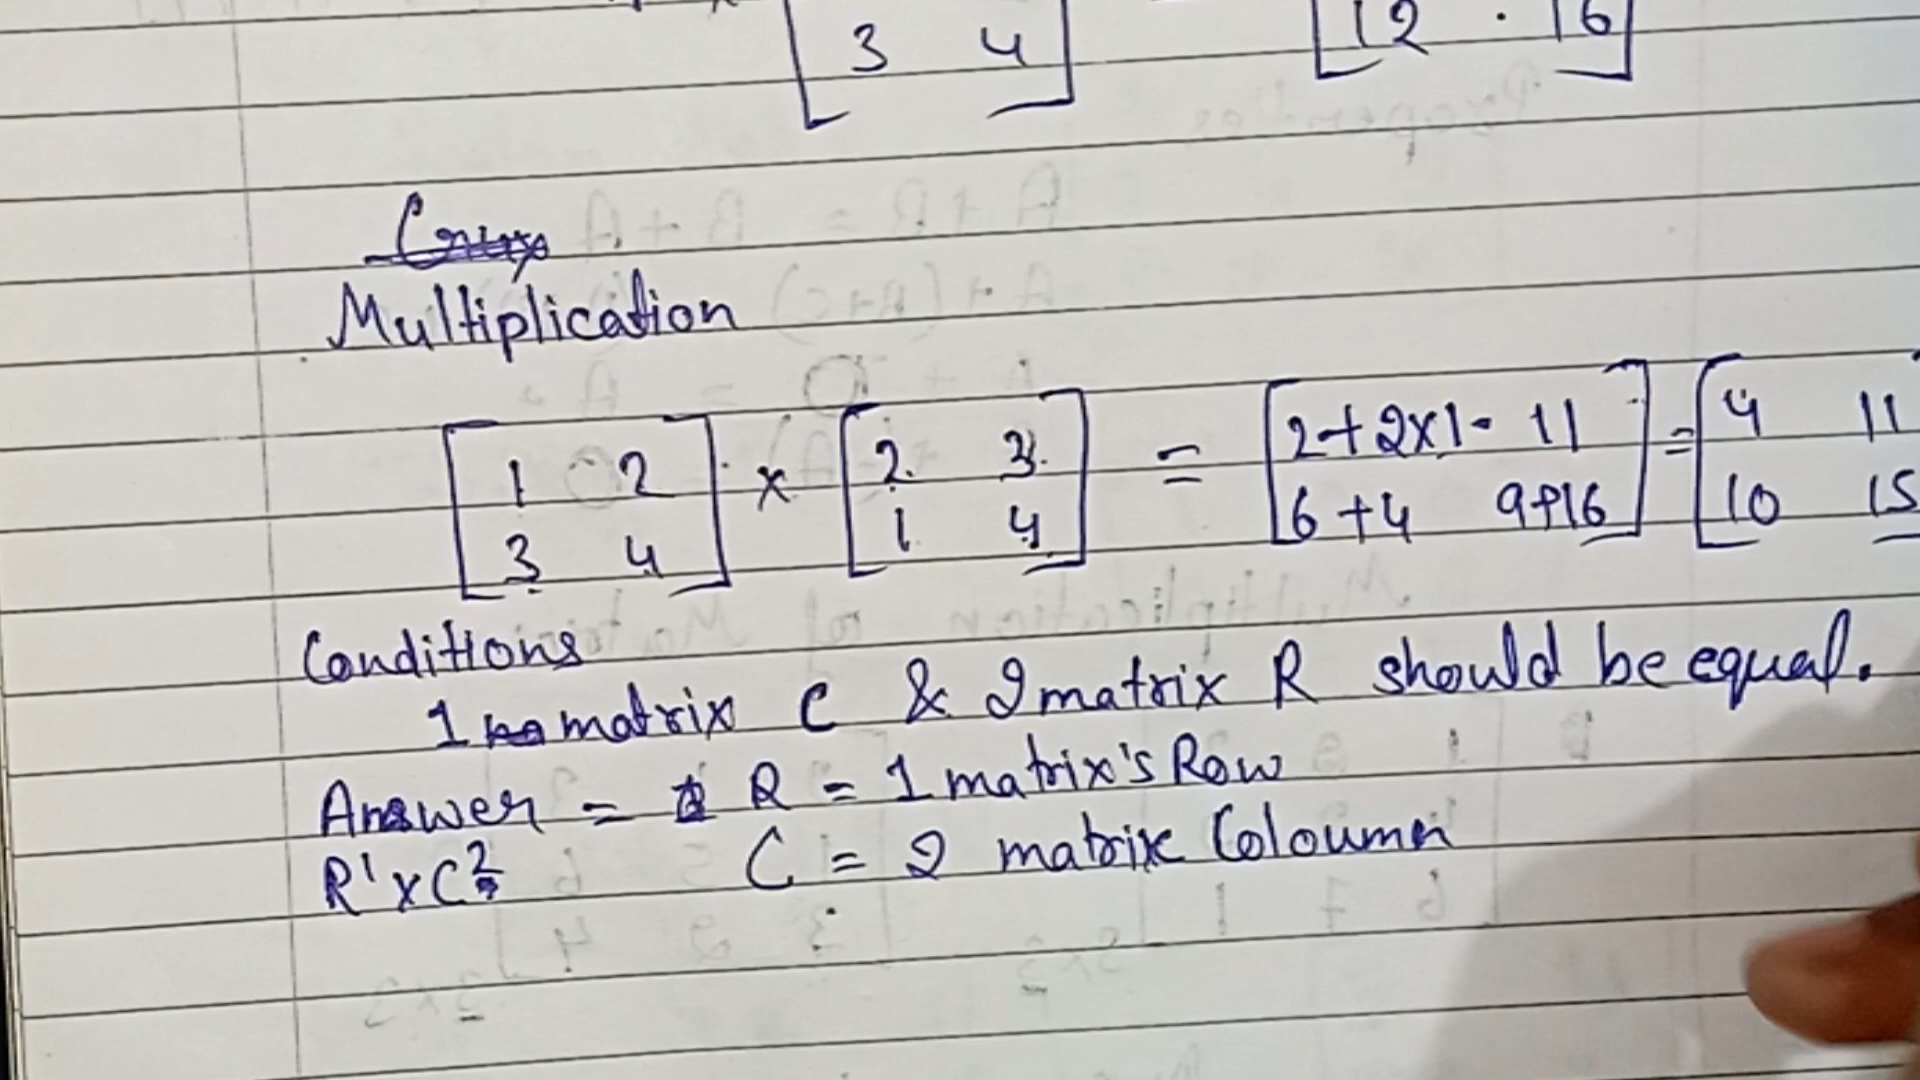 3 4 12 . 16
Multiplication
[1 2 3 4] × [2 3 1 4] = [2+2×1 11 6+4 9+16] = [4 11 10 15
Conditions
1 matrix C & 2 matrix R should be equal.
Answer = R = 1 matrix's Row
R¹×C² C = 2 matrix Coloumn